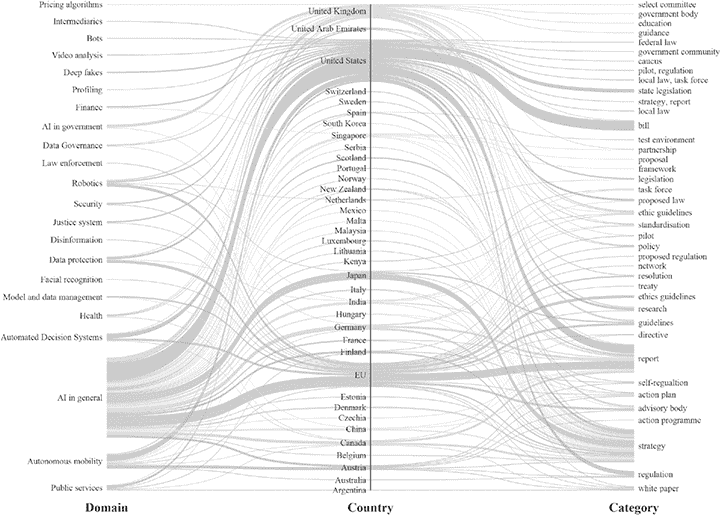 Pricing algorithms
Intermediaries
Bots
Video analysis
Deep fakes
Profiling
Finance
AI in government
Data Governance
Law enforcement
Robotics
Security
Justice system
Disinformation
Data protection
Facial recognition
Model and data management
Health
Automated Decision Systems
AI in general
Autonomous mobility
Public services
Domain
United Kingdom
United Arab Emirates
United States
Switzerland
Sweden
Spain
South Korea
Singapore
Serbia
Scotland
Portugal
Norway
New Zealand
Netherlands
Mexico
Malta
Malaysia
Luxembourg
Lithuania
Kenya
Japan
Italy
India
Hungary
Germany
France
Finland
EU
Estonia
Denmark
Czechia
China
Canada
Belgium
Austria
Australia
Argentina
Country
select committee
government body
education
guidance
federal law
government community
caucus
pilot, regulation
local law, task force
state legislation
strategy, report
local law
bill
test environment
partnership
proposal
framework
legislation
task force
proposed law
ethic guidelines
standardisation
pilot
policy
proposed regulation
network
resolution
treaty
ethics guidelines
research
guidelines
directive
report
self-regualtion
action plan
advisory body
action programme
strategy
regulation
white paper
Category